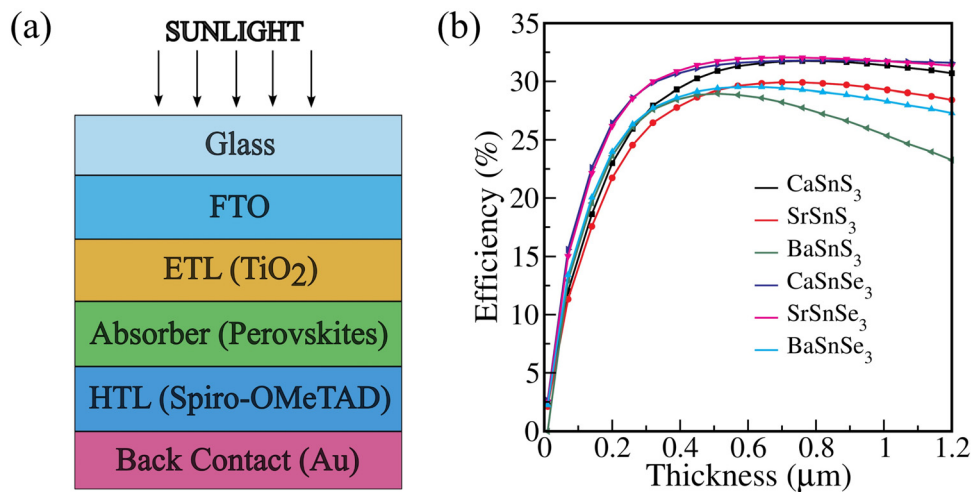 (a)
SUNLIGHT
Glass
FTO
ETL (TiO₂)
Absorber (Perovskites)
HTL (Spiro-OMeTAD)
Back Contact (Au)
(b)
Efficiency (%)
35
30
25
20
15
10
5
0
CaSnS₃
SrSnS₃
BaSnS₃
CaSnSe₃
SrSnSe₃
BaSnSe₃
0 0.2 0.4 0.6 0.8 1 1.2
Thickness (μm)